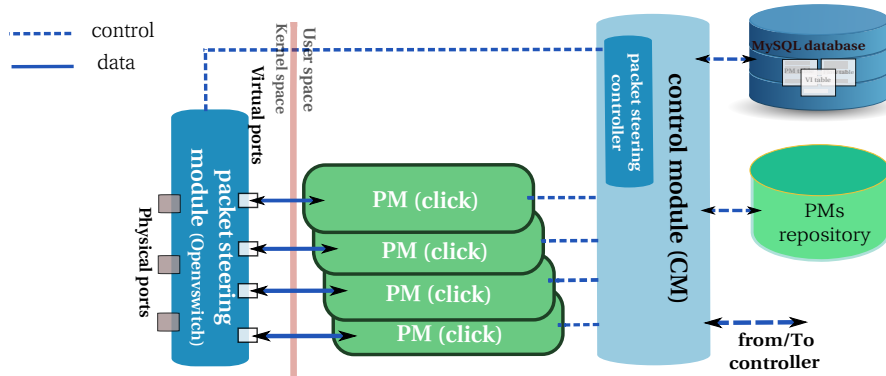 control
data
Kernel space
User space
Virtual ports
Physical ports
packet steering
module (Openvswitch)
PM (click)
PM (click)
PM (click)
PM (click)
packet steering
controller
control module (CM)
MySQL database
VI table
PMs
repository
from/To
controller